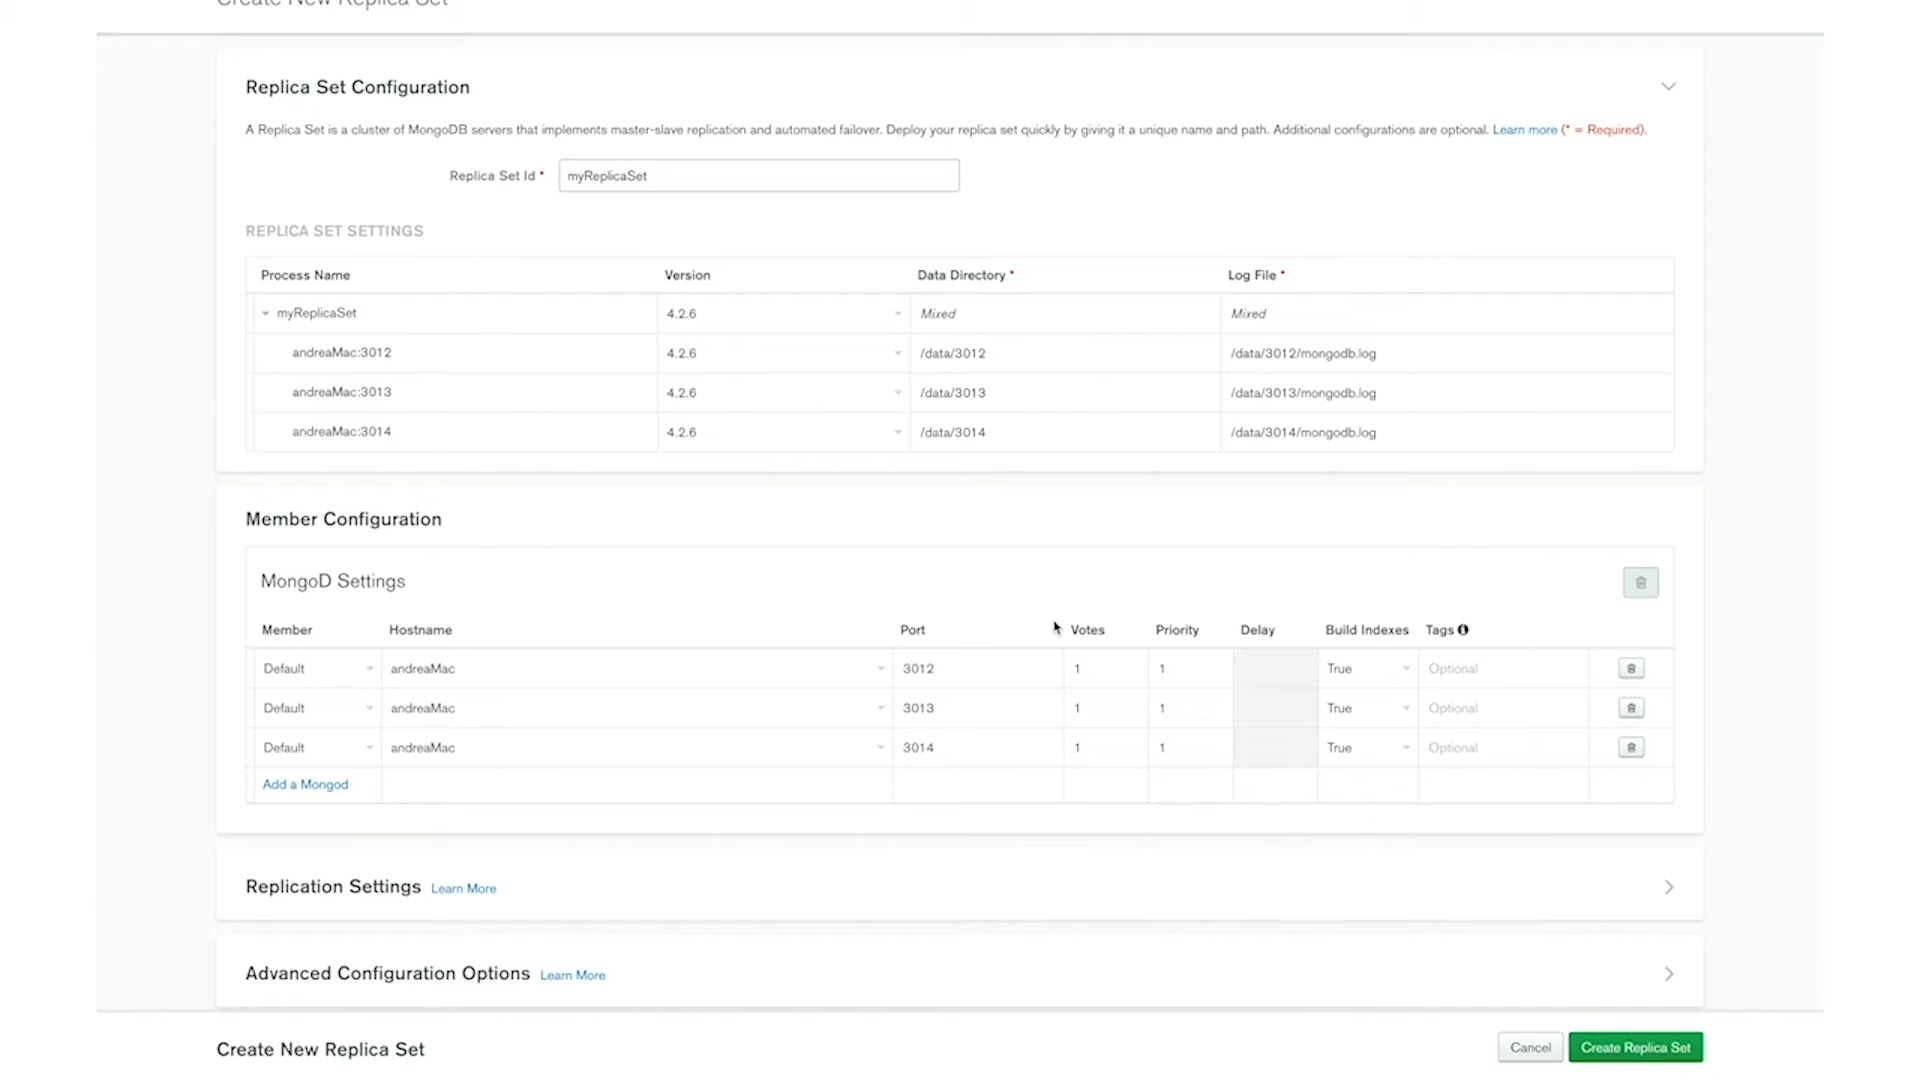 Create New Replica Set
Replica Set Configuration
A Replica Set is a cluster of MongoDB servers that implements master-slave replication and automated failover. Deploy your replica set quickly by giving it a unique name and path. Additional configurations are optional. Learn more (* = Required).
Replica Set Id * myReplicaSet
REPLICA SET SETTINGS
Process Name Version Data Directory * Log File *
myReplicaSet 4.2.6 Mixed Mixed
andreaMac:3012 4.2.6 /data/3012 /data/3012/mongodb.log
andreaMac:3013 4.2.6 /data/3013 /data/3013/mongodb.log
andreaMac:3014 4.2.6 /data/3014 /data/3014/mongodb.log
Member Configuration
MongoD Settings
Member Hostname Port Votes Priority Delay Build Indexes Tags
Default andreaMac 3012 1 1 True Optional
Default andreaMac 3013 1 1 True Optional
Default andreaMac 3014 1 1 True Optional
Add a Mongod
Replication Settings Learn More
Advanced Configuration Options Learn More
Create New Replica Set Cancel Create Replica Set